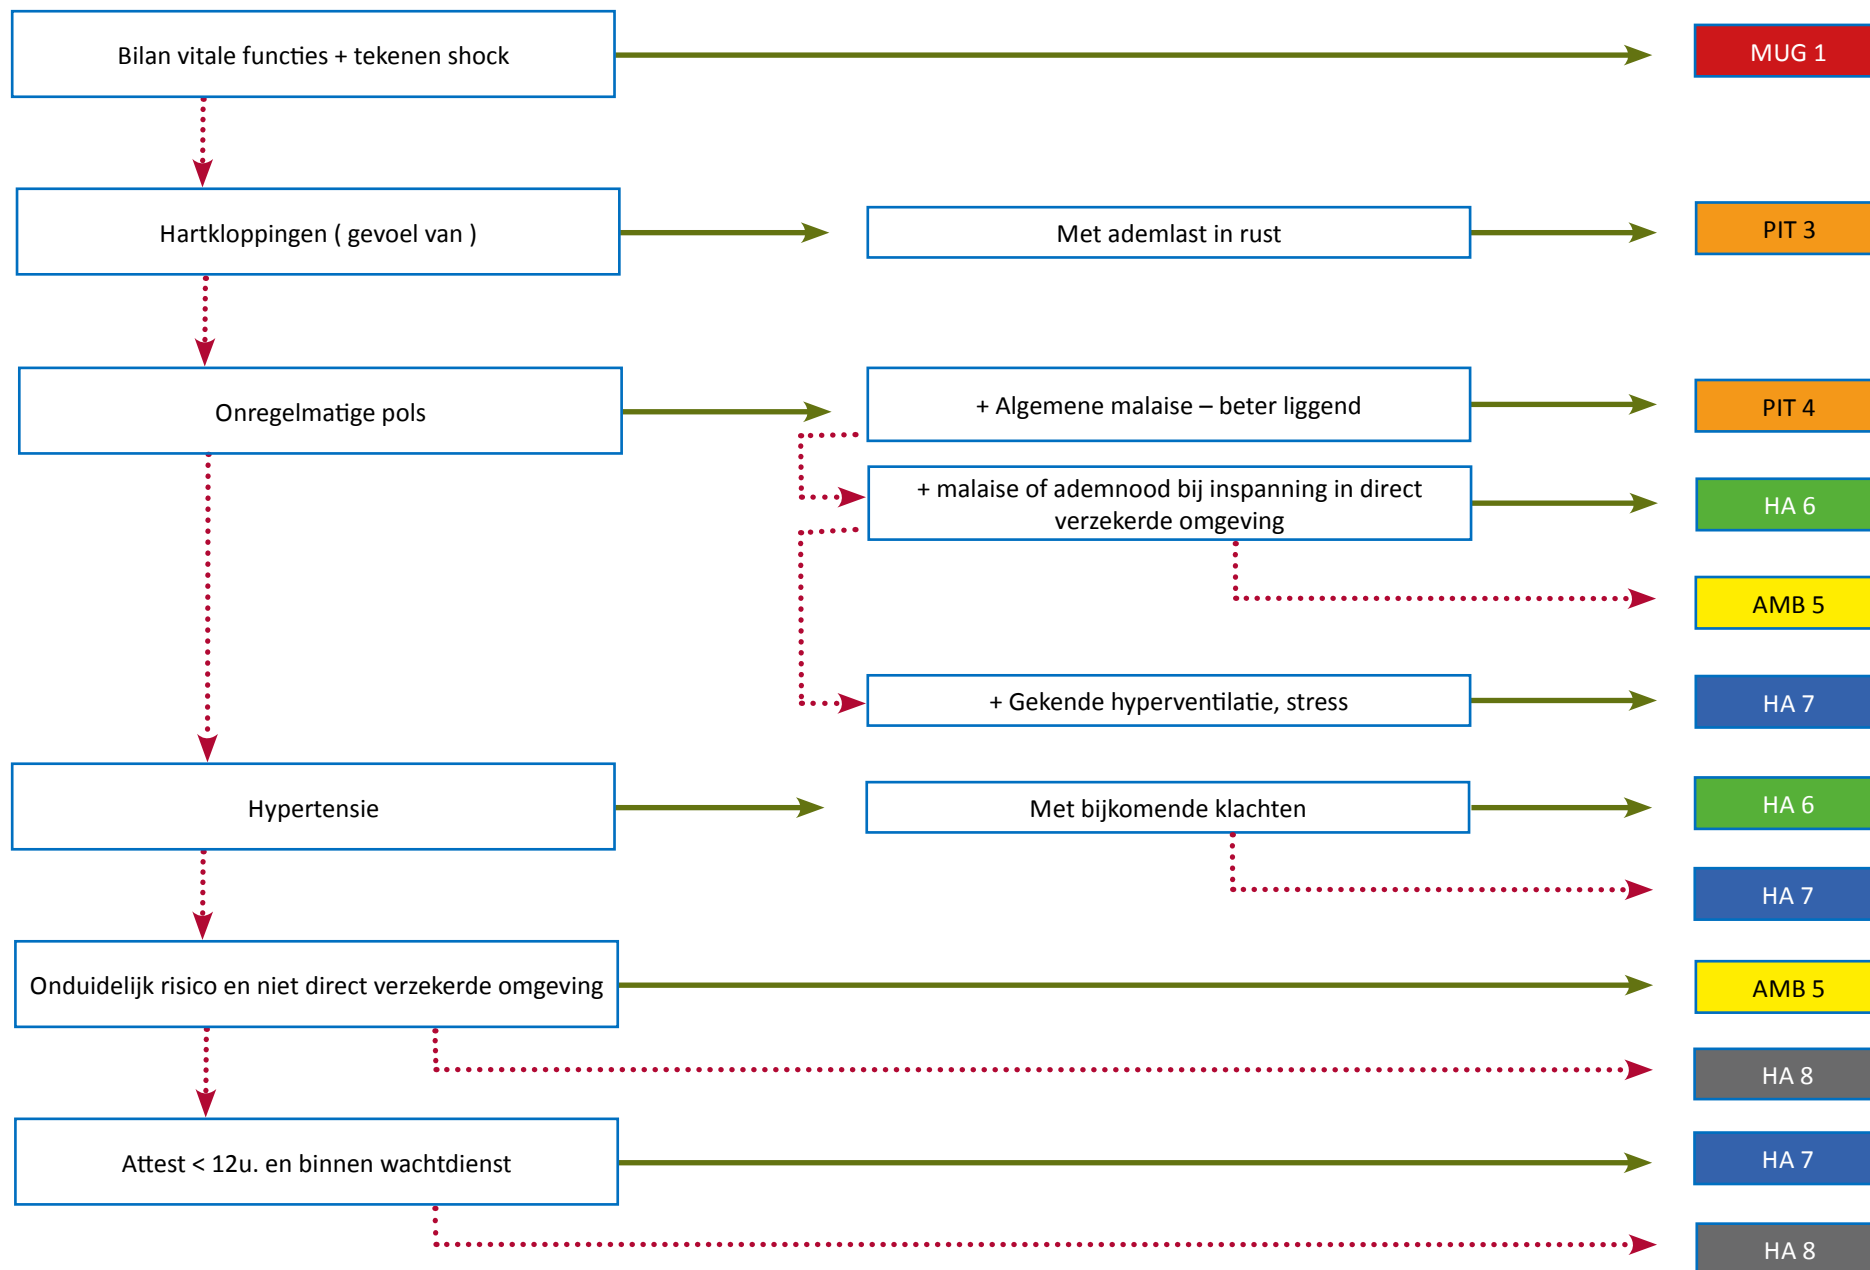 Bilan vitale functies + tekenen shock
MUG 1
Hartkloppingen ( gevoel van )
Met ademlast in rust
PIT 3
Onregelmatige pols
+ Algemene malaise – beter liggend
PIT 4
+ malaise of ademnood bij inspanning in direct
verzekerde omgeving
HA 6
AMB 5
+ Gekende hyperventilatie, stress
HA 7
Hypertensie
Met bijkomende klachten
HA 6
HA 7
Onduidelijk risico en niet direct verzekerde omgeving
AMB 5
HA 8
Attest < 12u. en binnen wachtdienst
HA 7
HA 8